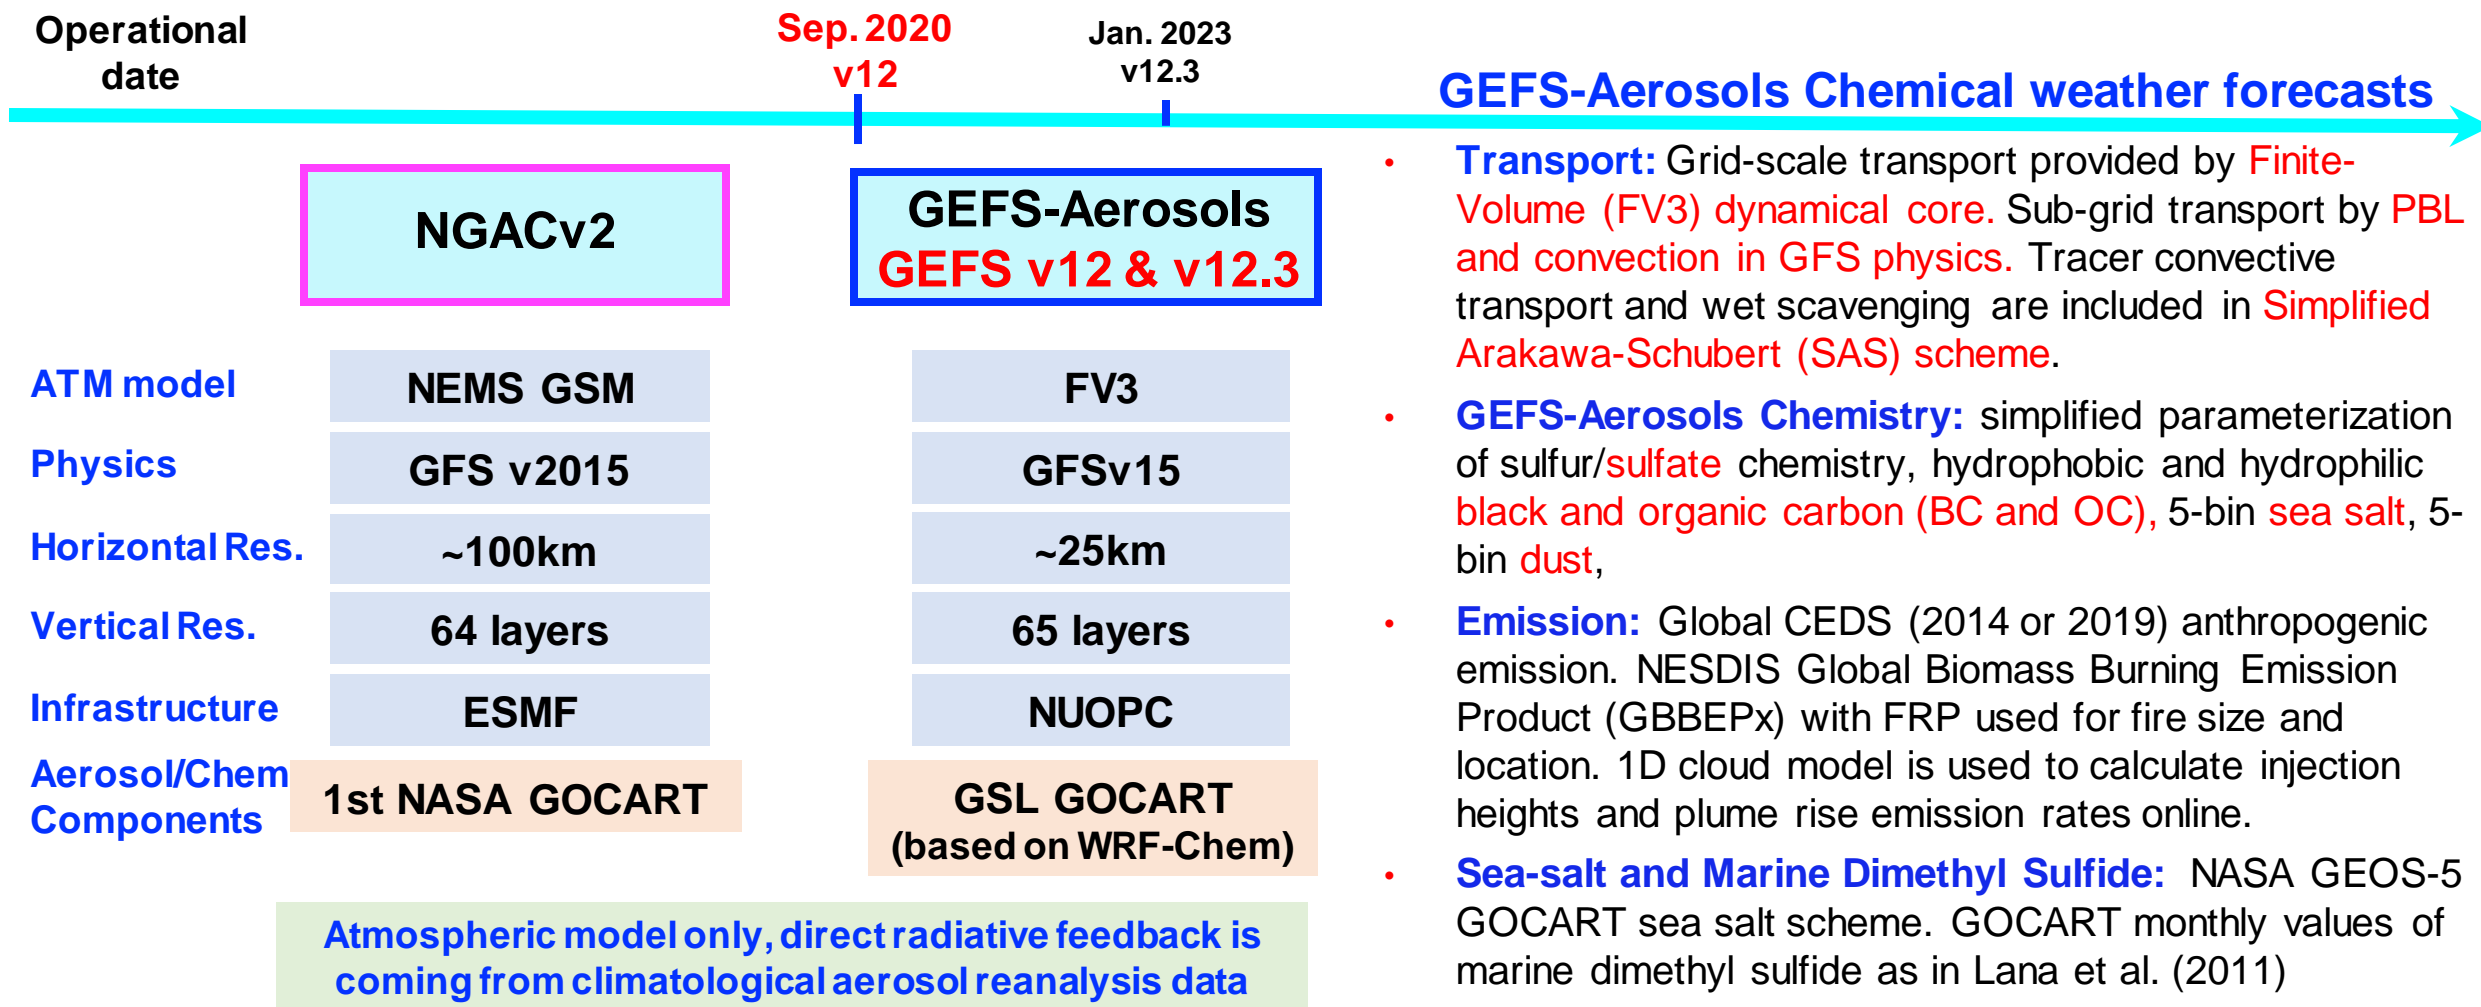 Operational
date
Sep. 2020
v12
Jan. 2023
v12.3
NGACv2
GEFS-Aerosols
GEFS v12 & v12.3
ATM model
NEMS GSM
FV3
Physics
GFS v2015
GFSv15
Horizontal Res.
~100km
~25km
Vertical Res.
64 layers
65 layers
Infrastructure
ESMF
NUOPC
Aerosol/Chem
Components
1st NASA GOCART
GSL GOCART
(based on WRF-Chem)
Atmospheric model only, direct radiative feedback is
coming from climatological aerosol reanalysis data
GEFS-Aerosols Chemical weather forecasts
• Transport: Grid-scale transport provided by Finite-
Volume (FV3) dynamical core. Sub-grid transport by PBL
and convection in GFS physics. Tracer convective
transport and wet scavenging are included in Simplified
Arakawa-Schubert (SAS) scheme.
• GEFS-Aerosols Chemistry: simplified parameterization
of sulfur/sulfate chemistry, hydrophobic and hydrophilic
black and organic carbon (BC and OC), 5-bin sea salt, 5-
bin dust,
• Emission: Global CEDS (2014 or 2019) anthropogenic
emission. NESDIS Global Biomass Burning Emission
Product (GBBEPx) with FRP used for fire size and
location. 1D cloud model is used to calculate injection
heights and plume rise emission rates online.
• Sea-salt and Marine Dimethyl Sulfide: NASA GEOS-5
GOCART sea salt scheme. GOCART monthly values of
marine dimethyl sulfide as in Lana et al. (2011)